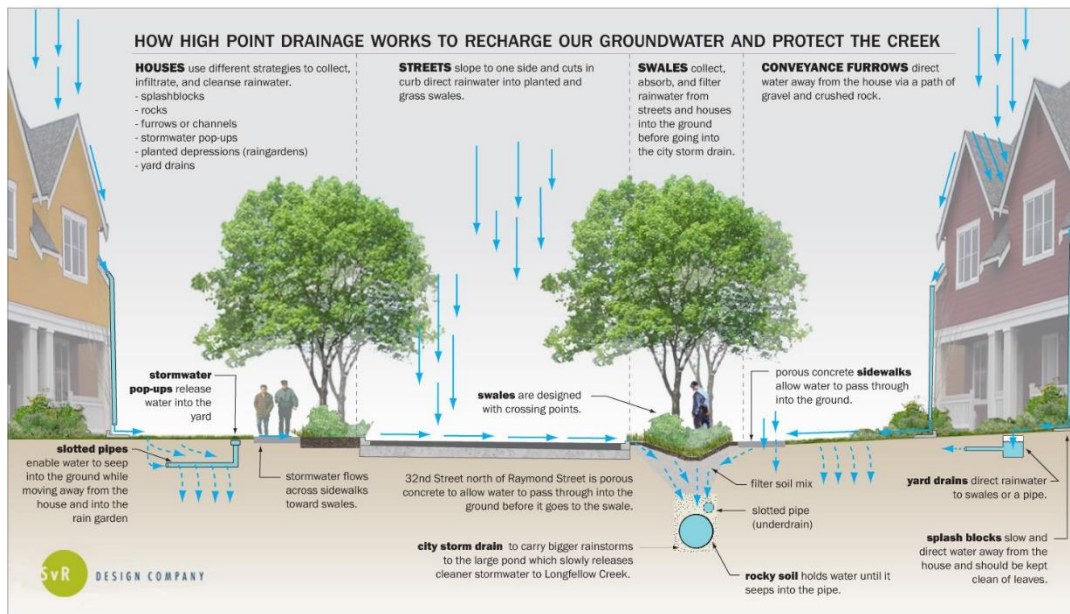 HOW HIGH POINT DRAINAGE WORKS TO RECHARGE OUR GROUNDWATER AND PROTECT THE CREEK
HOUSES use different strategies to collect,
infiltrate, and cleanse rainwater.
- splashblocks
- rocks
- furrows or channels
- stormwater pop-ups
- planted depressions (raingardens)
- yard drains
STREETS slope to one side and cuts in
curb direct rainwater into planted and
grass swales.
SWALES collect,
absorb, and filter
rainwater from
streets and houses
into the ground
before going into
the city storm drain.
CONVEYANCE FURROWS direct
water away from the house via a path of
gravel and crushed rock.
stormwater
pop-ups release
water into the
yard
swales are designed
with crossing points.
porous concrete sidewalks
allow water to pass through
into the ground.
slotted pipes
enable water to seep
into the ground while
moving away from the
house and into the
rain garden
stormwater flows
across sidewalks
toward swales.
32nd Street north of Raymond Street is porous
concrete to allow water to pass through into the
ground before it goes to the swale.
filter soil mix
slotted pipe
(underdrain)
yard drains direct rainwater
to swales or a pipe.
city storm drain to carry bigger rainstorms
to the large pond which slowly releases
cleaner stormwater to Longfellow Creek.
rocky soil holds water until it
seeps into the pipe.
splash blocks slow and
direct water away from the
house and should be kept
clean of leaves.
SvR DESIGN COMPANY